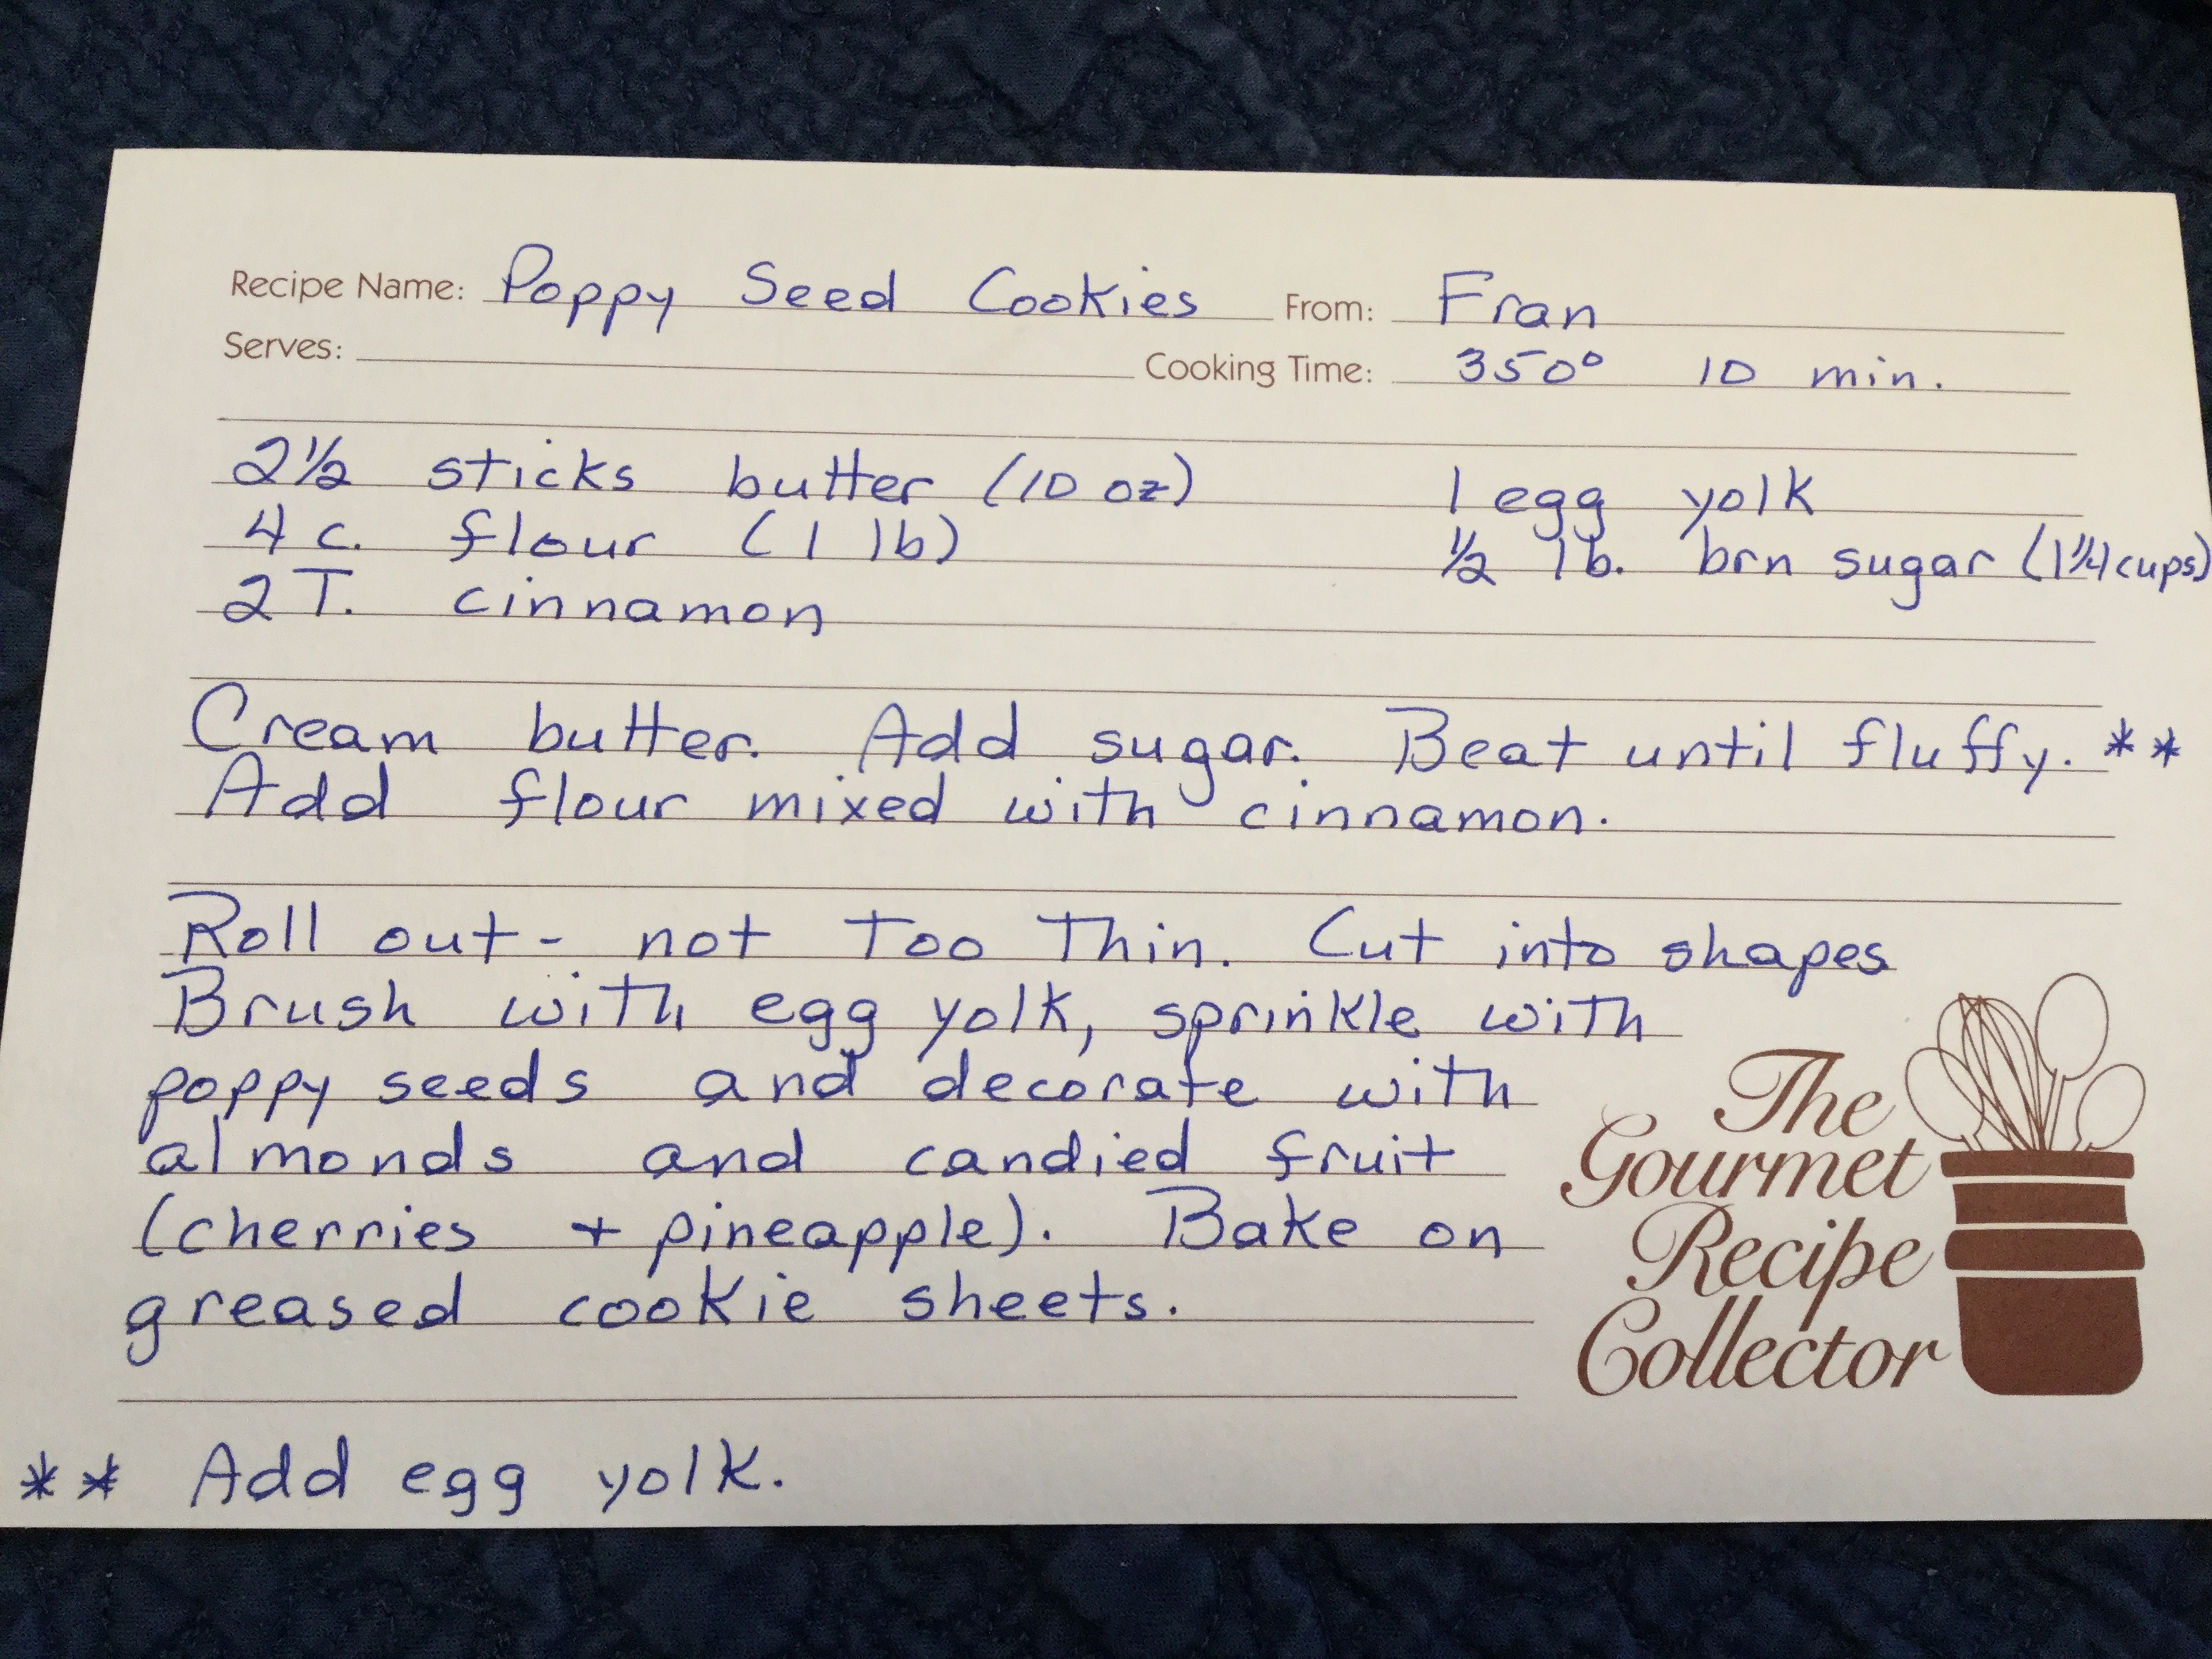 Recipe Name: Poppy Seed Cookies From: Fran
Serves: Cooking Time: 350° 10 min.
2½ sticks butter (10 oz) 1 egg yolk
4 c. flour (1 lb) ½ lb. brn sugar (1¼ cups)
2 T. cinnamon
Cream butter. Add sugar. Beat until fluffy. **
Add flour mixed with cinnamon.
Roll out - not too thin. Cut into shapes
Brush with egg yolk, sprinkle with
poppy seeds and decorate with
almonds and candied fruit
(cherries + pineapple). Bake on
greased cookie sheets.
The
Gourmet
Recipe
Collector
** Add egg yolk.